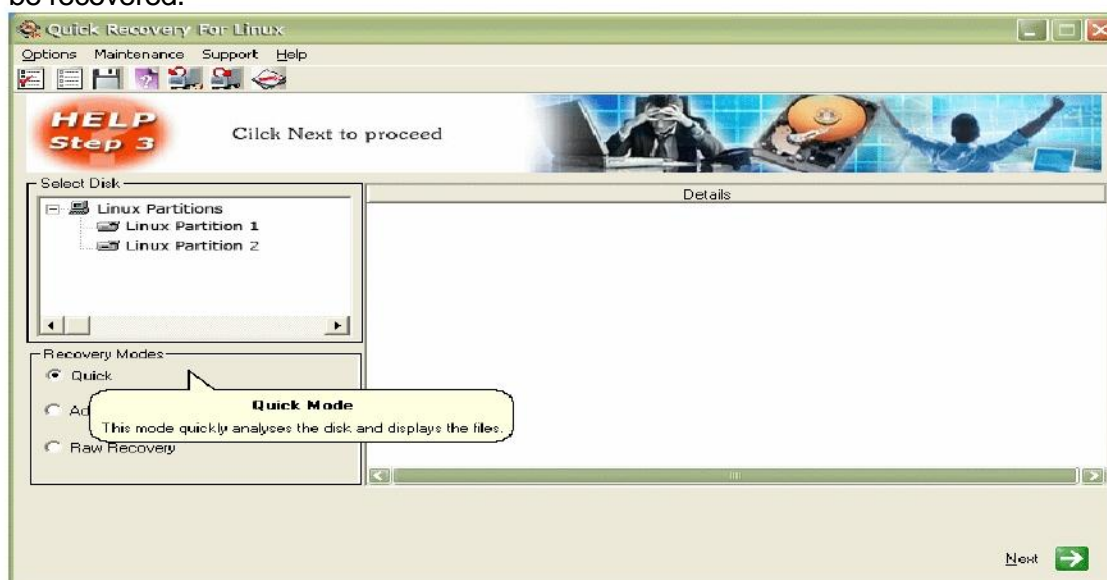 be recovered.
Quick Recovery For Linux
Options Maintenance Support Help
HELP
Step 3
Cilck Next to proceed
Select Disk
Details
Linux Partitions
Linux Partition 1
Linux Partition 2
Recovery Modes
Quick
Quick Mode
Ad
This mode quickly analyses the disk and displays the files.
Raw Recovery
Next